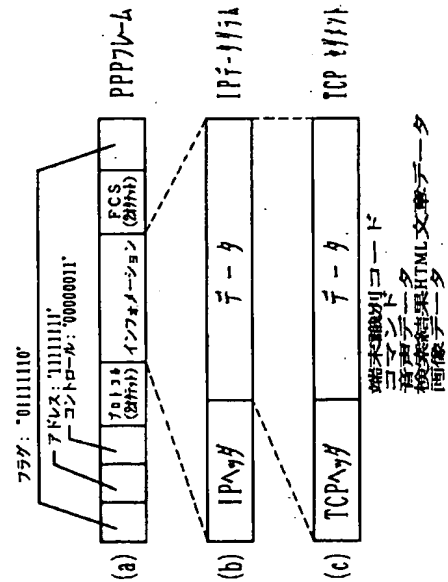 フラグ: "01111110"
アドレス: "11111111"
コントロール: "00000011"
(a)
プロトコル
(2オクテット)
インフォメーション
FCS
(2オクテット)
PPPフレーム
(b)
IPヘッダ
データ
IPデータグラム
(c)
TCPヘッダ
データ
TCP セグメント
端末識別コード
コマンド
音声データ
検索結果HTML文章データ
画像データ